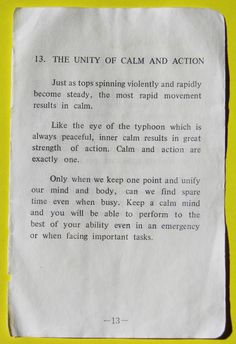 13. THE UNITY OF CALM AND ACTION
Just as tops spinning violently and rapidly
become steady, the most rapid movement
results in calm.
Like the eye of the typhoon which is
always peaceful, inner calm results in great
strength of action. Calm and action are
exactly one.
Only when we keep one point and unify
our mind and body, can we find spare
time even when busy. Keep a calm mind
and you will be able to perform to the
best of your ability even in an emergency
or when facing important tasks.
—13—